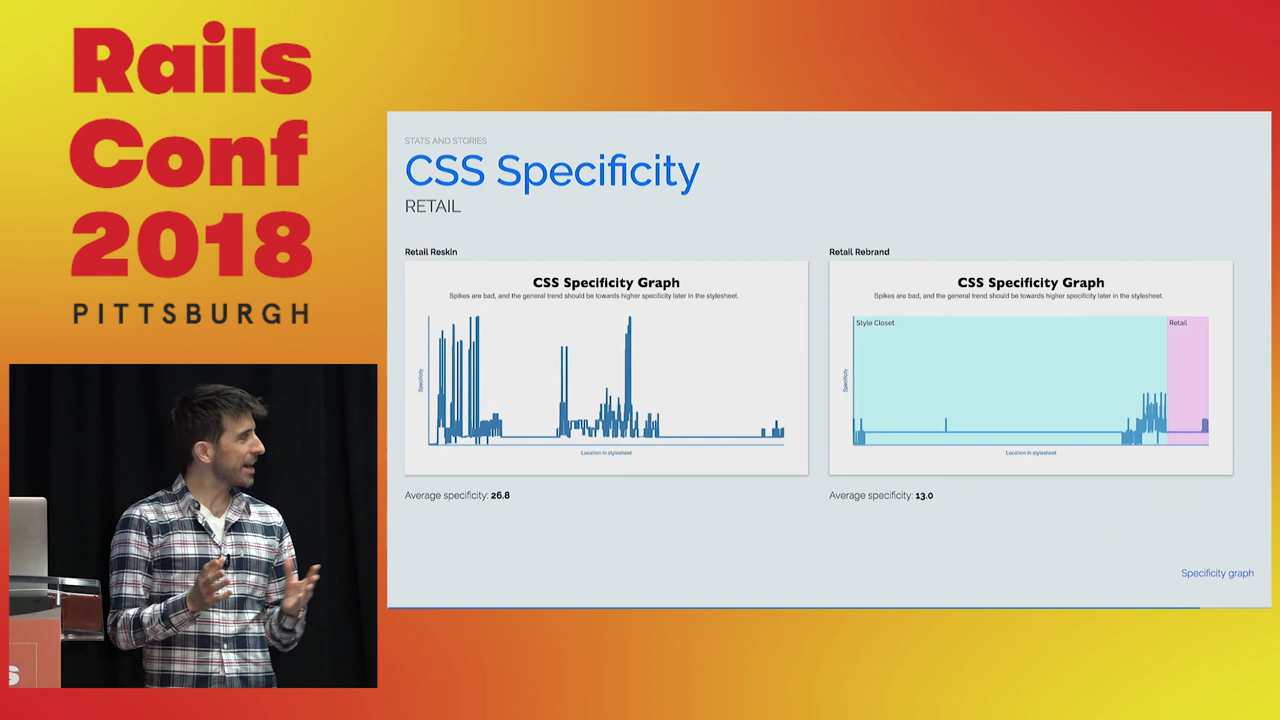 Rails
Conf
2018
PITTSBURGH
STATS AND STORIES
CSS Specificity
RETAIL
Retail Reskin
CSS Specificity Graph
Spikes are bad, and the general trend should be towards higher specificity later in the stylesheet.
Specificity
Location in stylesheet
Average specificity: 26.8
Retail Rebrand
CSS Specificity Graph
Spikes are bad, and the general trend should be towards higher specificity later in the stylesheet.
Style Closet
Retail
Specificity
Location in stylesheet
Average specificity: 13.0
Specificity graph
S